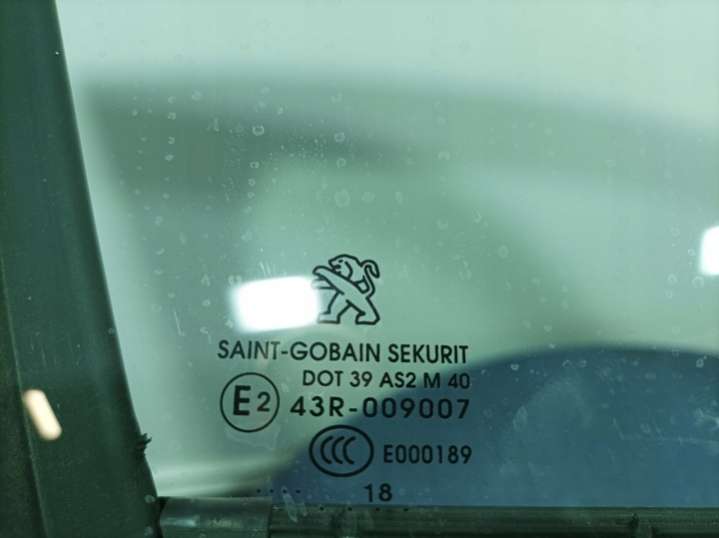 SAINT-GOBAIN SEKURIT
DOT 39 AS2 M 40
E2 43R-009007
CCC E000189
18